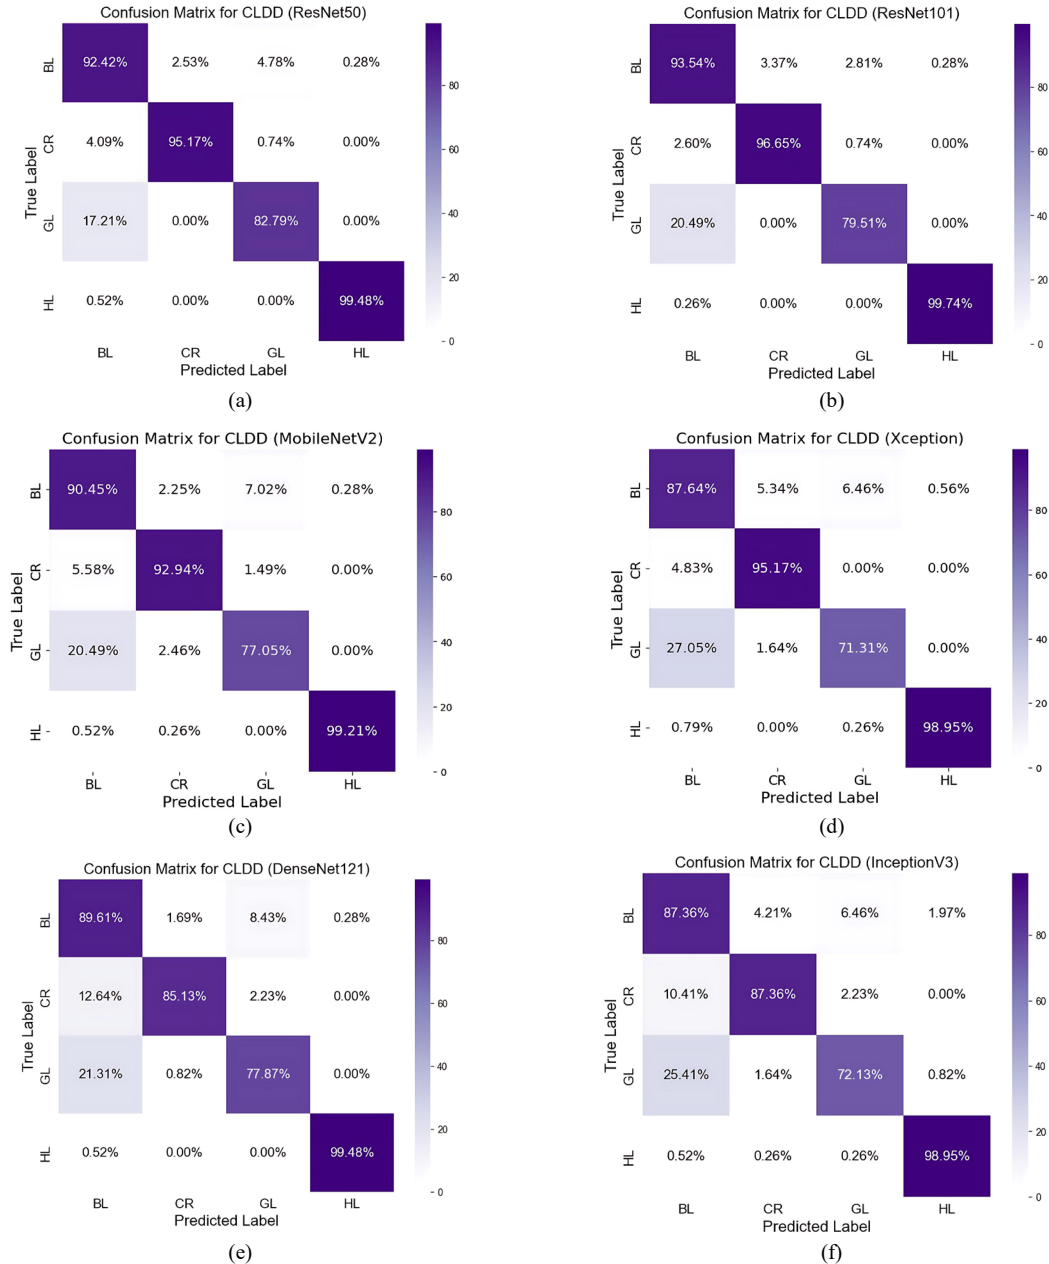 Confusion Matrix for CLDD (ResNet50)
True Label
BL 92.42% 2.53% 4.78% 0.28%
CR 4.09% 95.17% 0.74% 0.00%
GL 17.21% 0.00% 82.79% 0.00%
HL 0.52% 0.00% 0.00% 99.48%
BL CR GL HL
Predicted Label
80
60
40
20
0
(a)
Confusion Matrix for CLDD (ResNet101)
True Label
BL 93.54% 3.37% 2.81% 0.28%
CR 2.60% 96.65% 0.74% 0.00%
GL 20.49% 0.00% 79.51% 0.00%
HL 0.26% 0.00% 0.00% 99.74%
BL CR GL HL
Predicted Label
80
60
40
20
0
(b)
Confusion Matrix for CLDD (MobileNetV2)
True Label
BL 90.45% 2.25% 7.02% 0.28%
CR 5.58% 92.94% 1.49% 0.00%
GL 20.49% 2.46% 77.05% 0.00%
HL 0.52% 0.26% 0.00% 99.21%
BL CR GL HL
Predicted Label
80
60
40
20
0
(c)
Confusion Matrix for CLDD (Xception)
True Label
BL 87.64% 5.34% 6.46% 0.56%
CR 4.83% 95.17% 0.00% 0.00%
GL 27.05% 1.64% 71.31% 0.00%
HL 0.79% 0.00% 0.26% 98.95%
BL CR GL HL
Predicted Label
80
60
40
20
0
(d)
Confusion Matrix for CLDD (DenseNet121)
True Label
BL 89.61% 1.69% 8.43% 0.28%
CR 12.64% 85.13% 2.23% 0.00%
GL 21.31% 0.82% 77.87% 0.00%
HL 0.52% 0.00% 0.00% 99.48%
BL CR GL HL
Predicted Label
80
60
40
20
0
(e)
Confusion Matrix for CLDD (InceptionV3)
True Label
BL 87.36% 4.21% 6.46% 1.97%
CR 10.41% 87.36% 2.23% 0.00%
GL 25.41% 1.64% 72.13% 0.82%
HL 0.52% 0.26% 0.26% 98.95%
BL CR GL HL
Predicted Label
80
60
40
20
0
(f)